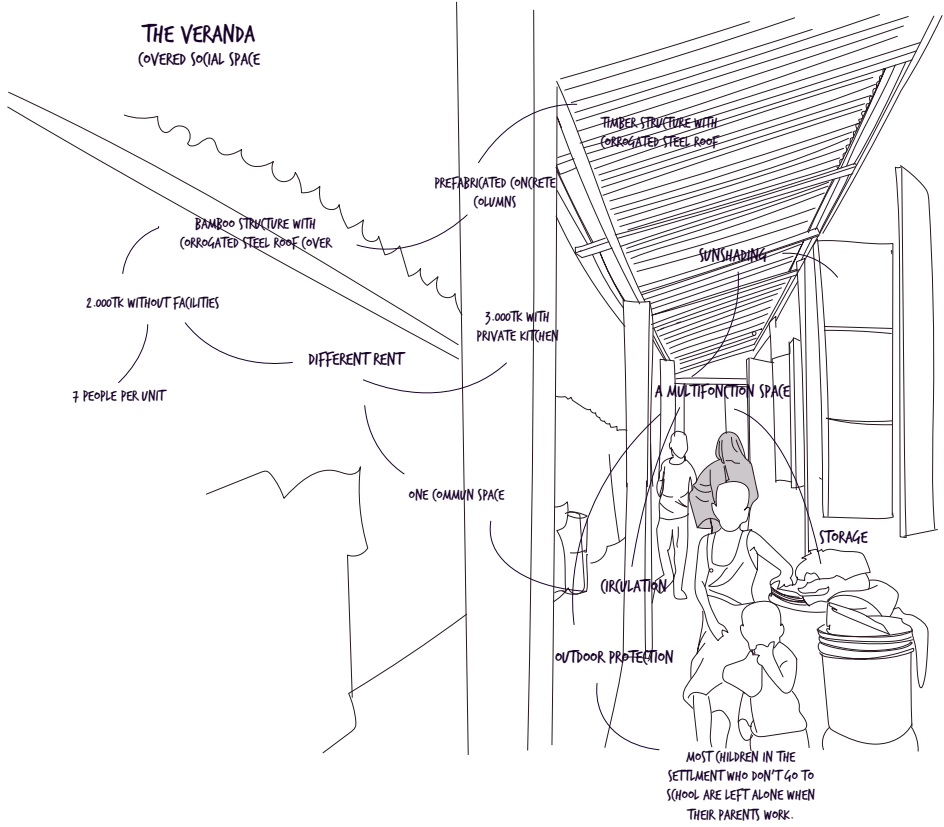 THE VERANDA
COVERED SOCIAL SPACE
TIMBER STRUCTURE WITH
CORROGATED STEEL ROOF
PREFABRICATED CONCRETE
COLUMNS
BAMBOO STRUCTURE WITH
CORROGATED STEEL ROOF COVER
SUNSHADING
2.000TK WITHOUT FACILITIES
3.000TK WITH
PRIVATE KITCHEN
DIFFERENT RENT
7 PEOPLE PER UNIT
A MULTIFONCTION SPACE
ONE COMMUN SPACE
STORAGE
CIRCULATION
OUTDOOR PROTECTION
MOST CHILDREN IN THE
SETTLMENT WHO DON'T GO TO
SCHOOL ARE LEFT ALONE WHEN
THEIR PARENTS WORK.